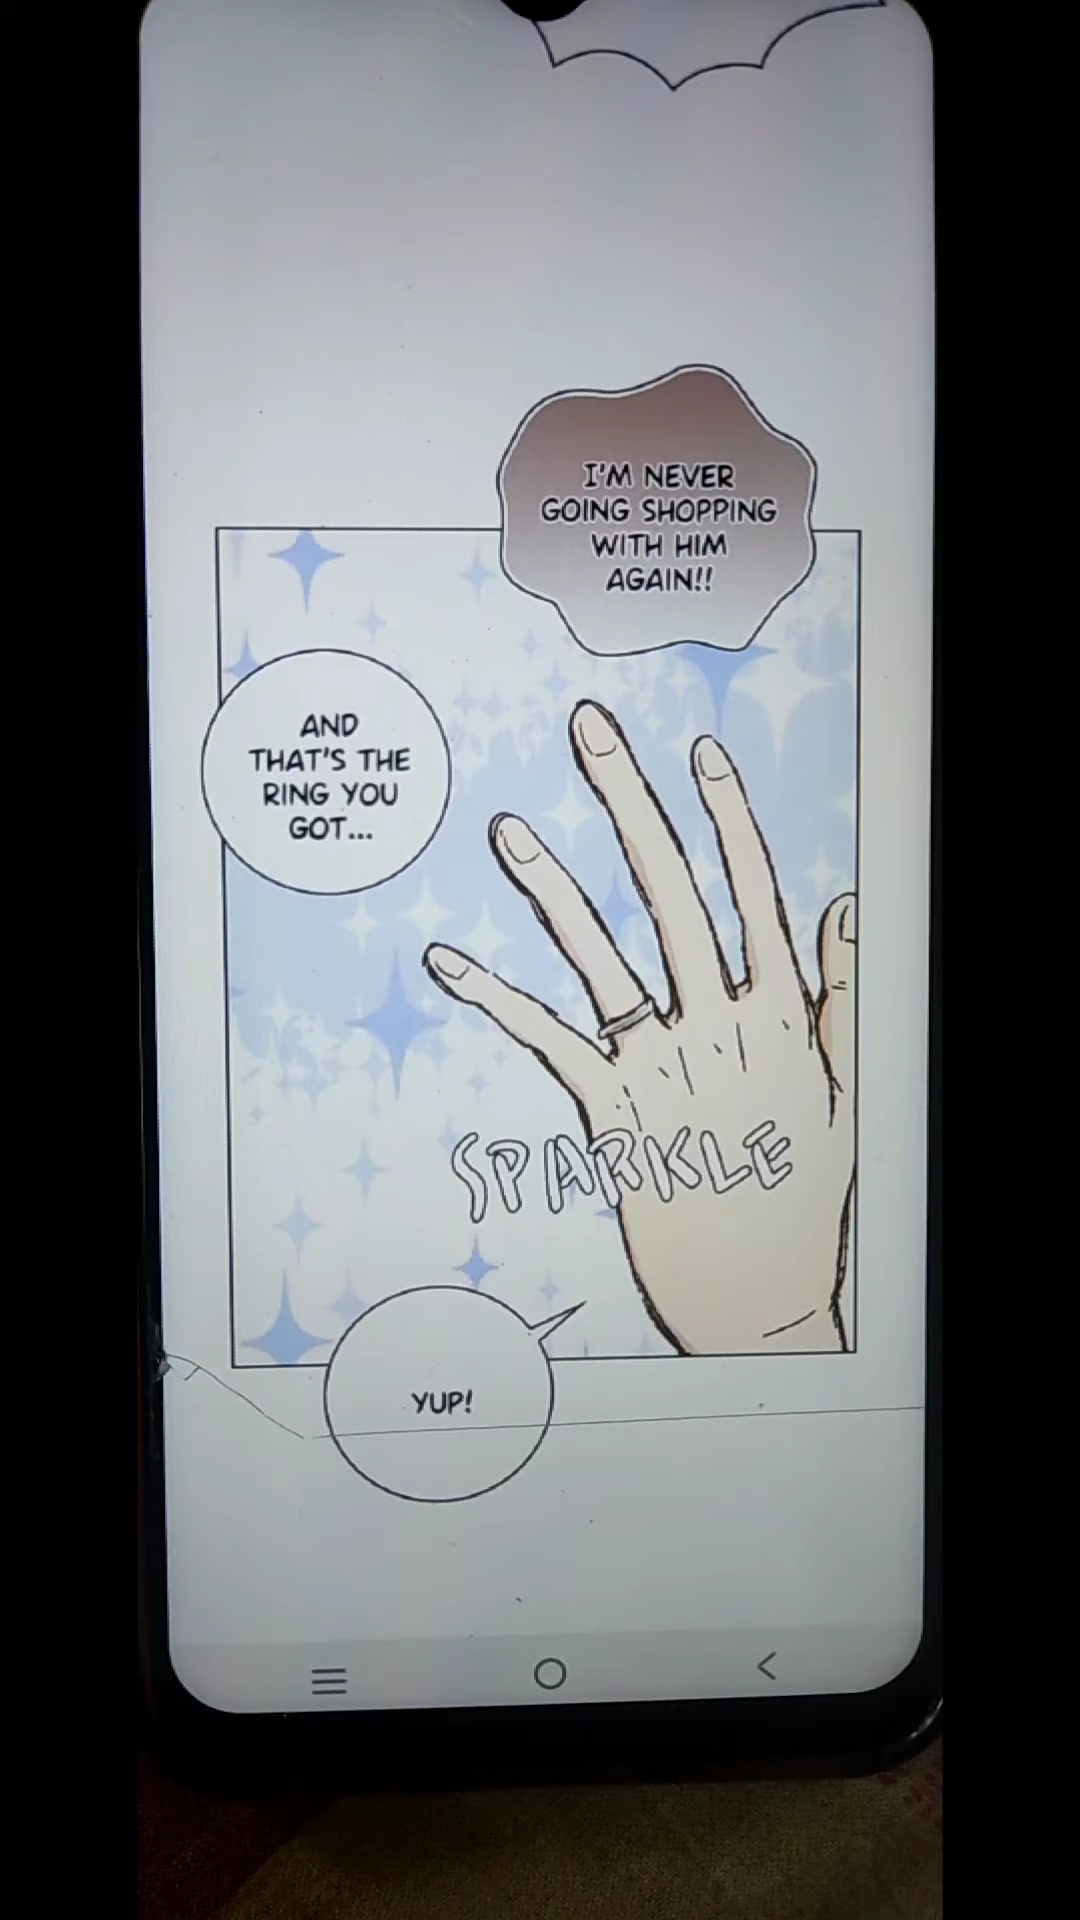 I'M NEVER
GOING SHOPPING
WITH HIM
AGAIN!!
AND
THAT'S THE
RING YOU
GOT...
SPARKLE
YUP!